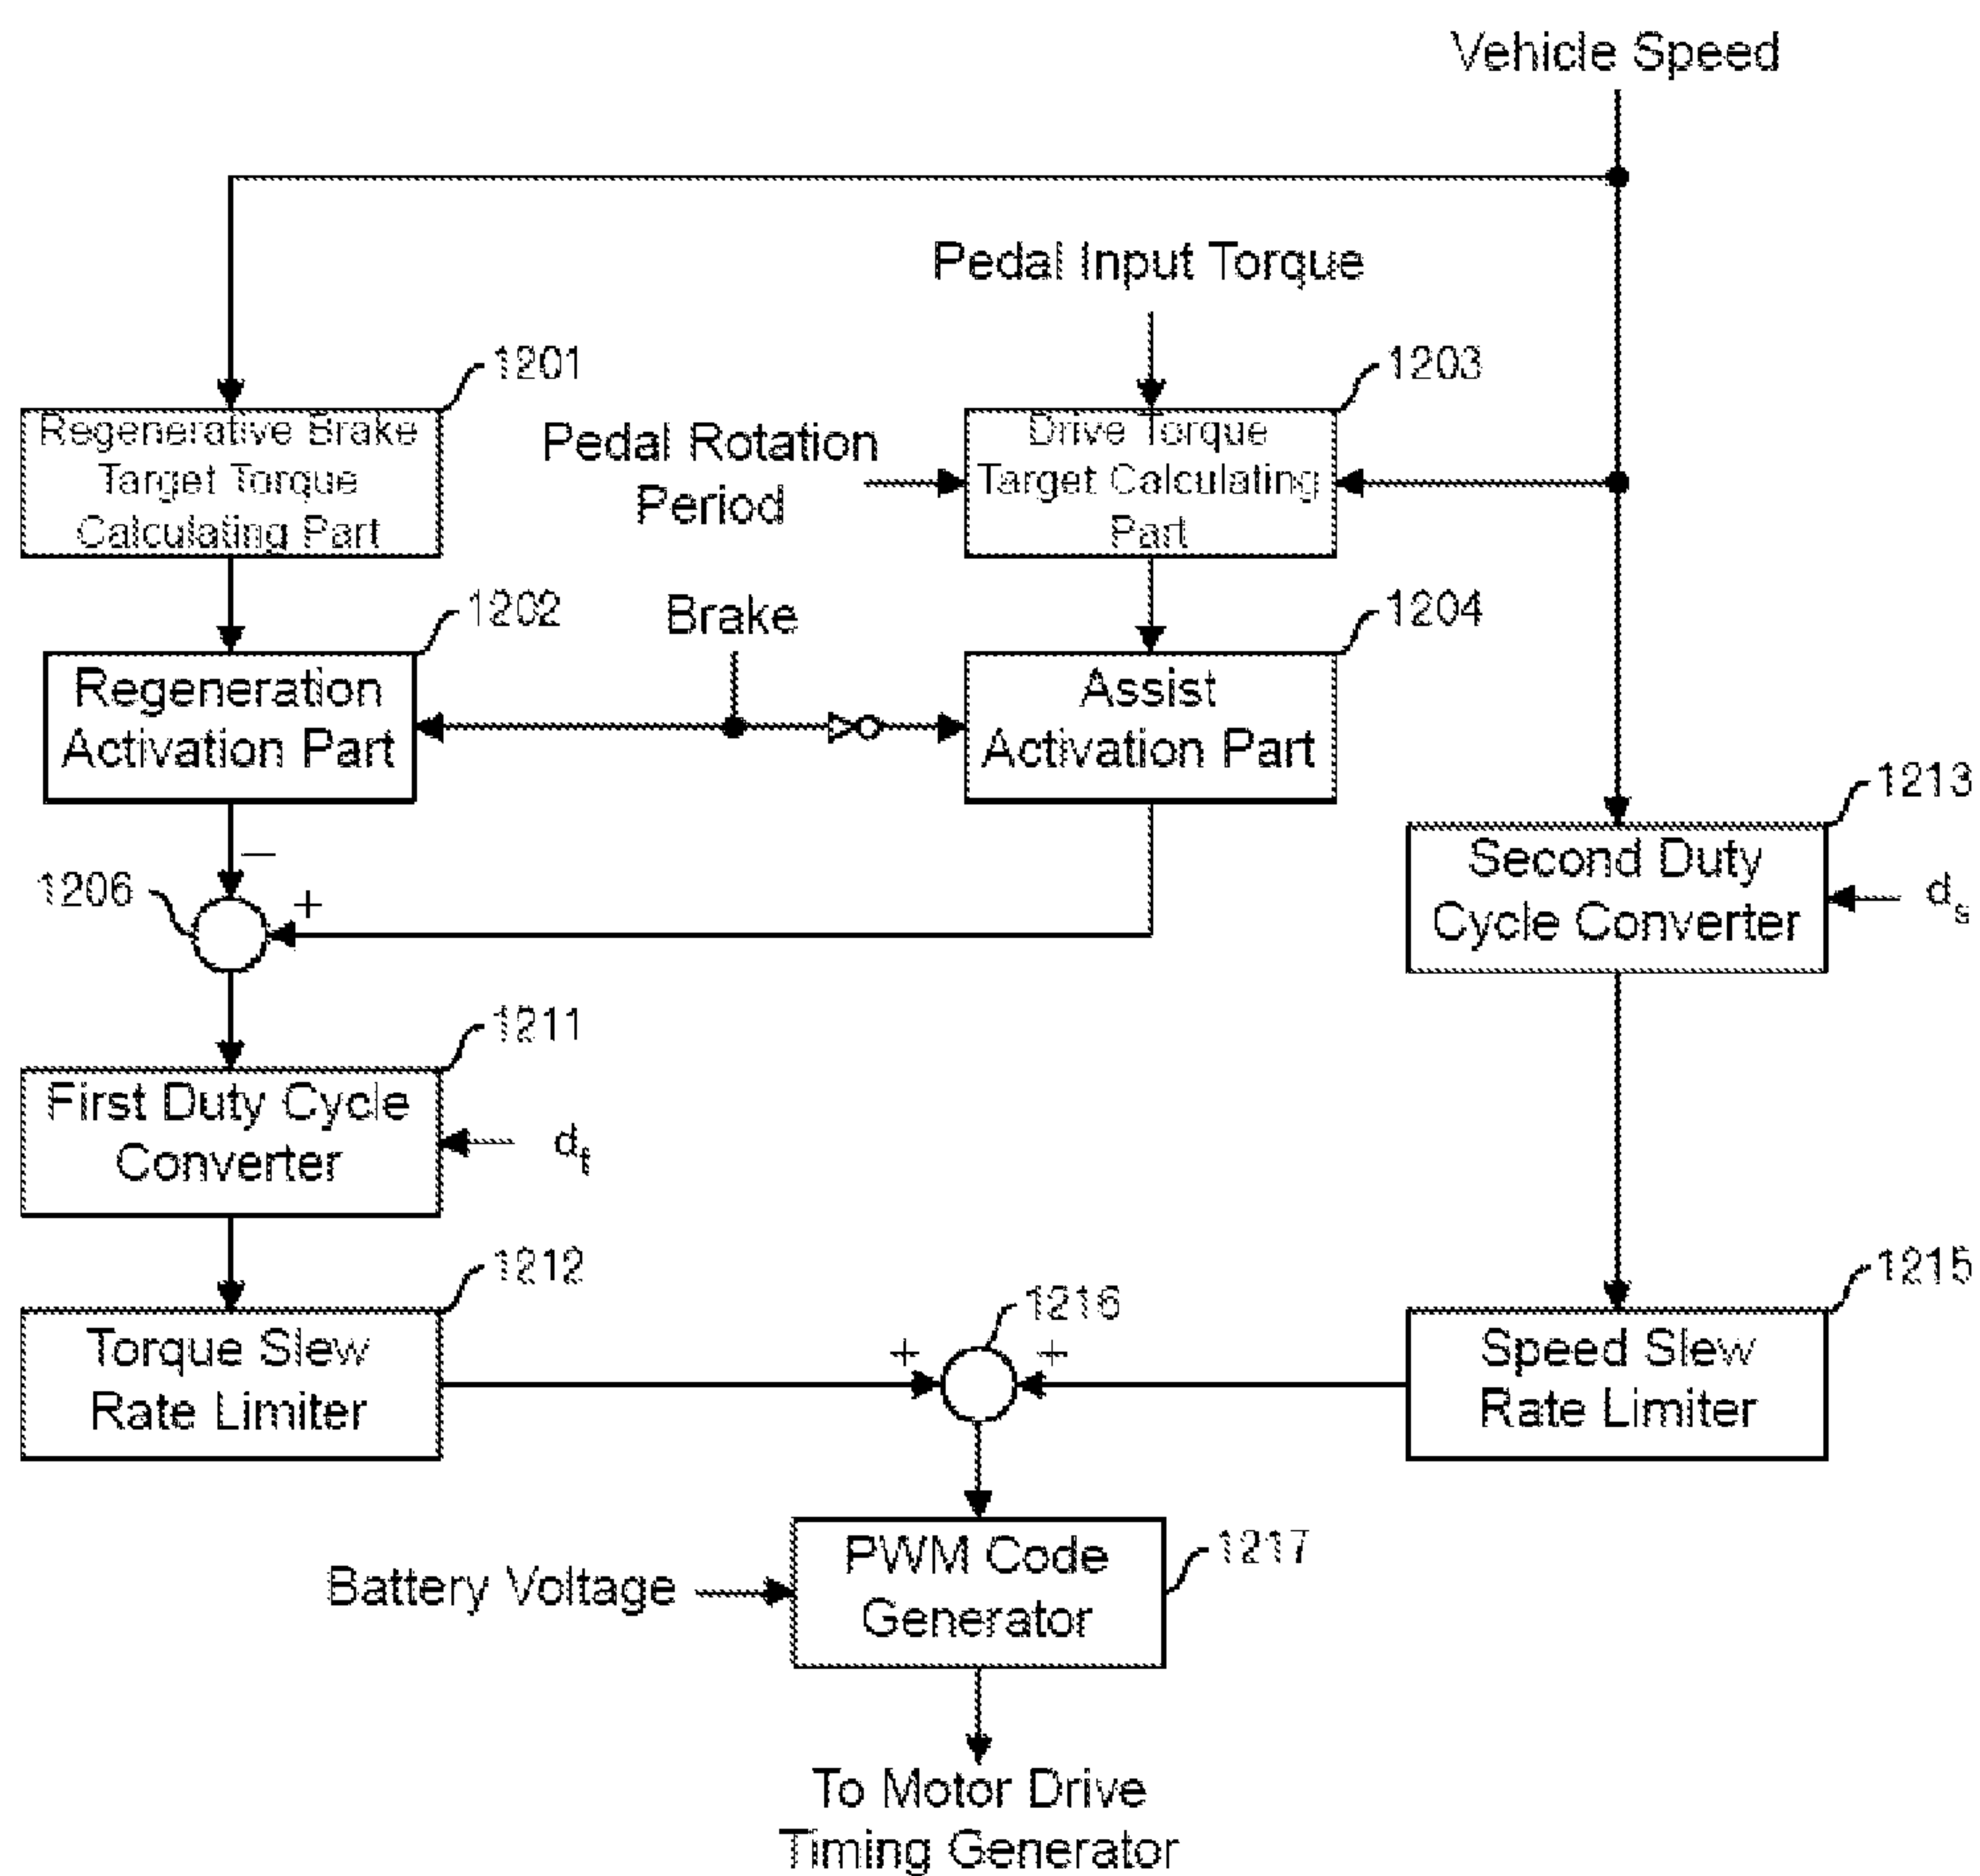 Vehicle Speed
Pedal Input Torque
1201
1203
Regenerative Brake
Target Torque
Calculating Part
Pedal Rotation
Period
Drive Torque
Target Calculating
Part
1202
Brake
1204
Regeneration
Activation Part
Assist
Activation Part
1213
Second Duty
Cycle Converter
ds
−
1206
+
1211
First Duty Cycle
Converter
df
1212
1216
1215
Torque Slew
Rate Limiter
+
+
Speed Slew
Rate Limiter
PWM Code
Generator
1217
Battery Voltage
To Motor Drive
Timing Generator